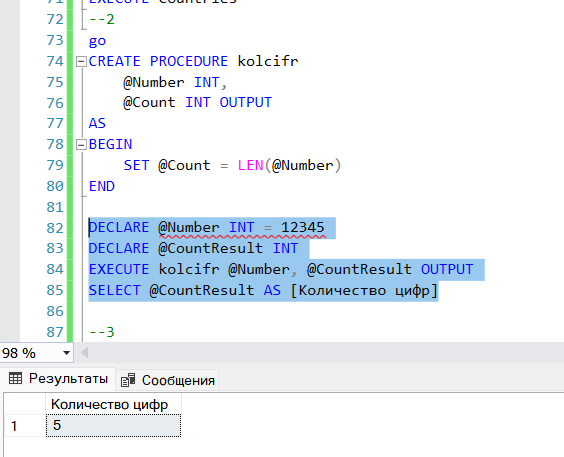 71 EXECUTE CountPies
72 --2
73 go
74 CREATE PROCEDURE kolcifr
75 @Number INT,
76 @Count INT OUTPUT
77 AS
78 BEGIN
79 SET @Count = LEN(@Number)
80 END
81
82 DECLARE @Number INT = 12345
83 DECLARE @CountResult INT
84 EXECUTE kolcifr @Number, @CountResult OUTPUT
85 SELECT @CountResult AS [Количество цифр]
86
87 --3
98 %
Результаты Сообщения
Количество цифр
1 5